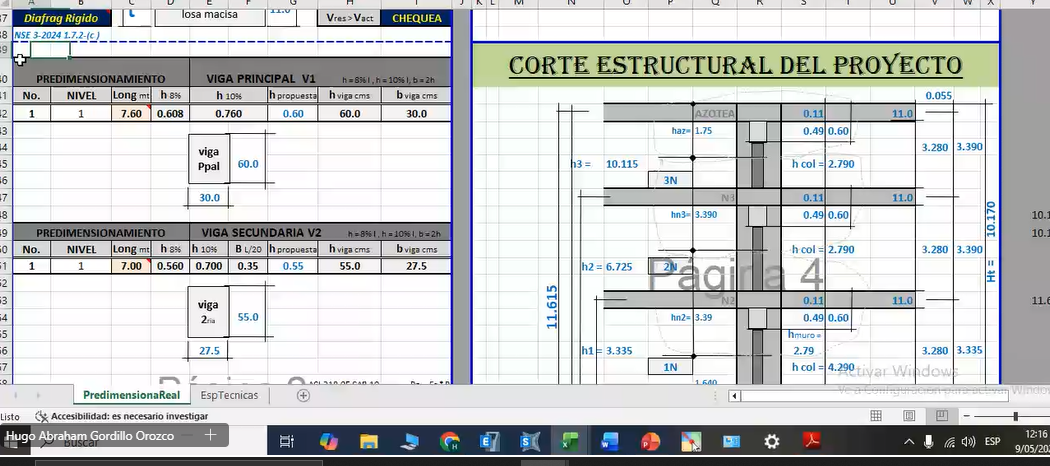 A B C D E F G H I M N O P Q R S T U V W X Y
37 Diafrag Rigido t losa macisa 11.0 Vres > Vact CHEQUEA
38 NSE 3-2024 1.7.2-(c )
39
40 PREDIMENSIONAMIENTO VIGA PRINCIPAL V1 h = 8% l , h = 10% l, b = 2h
41 No. NIVEL Long mt h 8% h 10% h propuesta h viga cms b viga cms
42 1 1 7.60 0.608 0.760 0.60 60.0 30.0
viga
Ppal
60.0
30.0
PREDIMENSIONAMIENTO VIGA SECUNDARIA V2 h = 8% l , h = 10% l, b = 2h
No. NIVEL Long mt h 8% h 10% B L/20 h propuesta h viga cms b viga cms
1 1 7.00 0.560 0.700 0.35 0.55 55.0 27.5
viga
2ria
55.0
27.5
CORTE ESTRUCTURAL DEL PROYECTO
0.055
AZOTEA 0.11 11.0
haz= 1.75 0.49 0.60
3.280 3.390
h3 = 10.115 h col = 2.790
3N
N3 0.11 11.0
hn3= 3.390 0.49 0.60
10.170
h col = 2.790 3.280 3.390
h2 = 6.725 2N
Página 4
Ht =
N2 0.11 11.0
11.615
hn2= 3.39 0.49 0.60
hmuro =
h1 = 3.335 2.79 3.280 3.335
1N h col = 4.290
Activar Windows
PredimensionaReal EspTecnicas
Listo Accesibilidad: es necesario investigar
Buscar
Hugo Abraham Gordillo Orozco
ESP
12:16